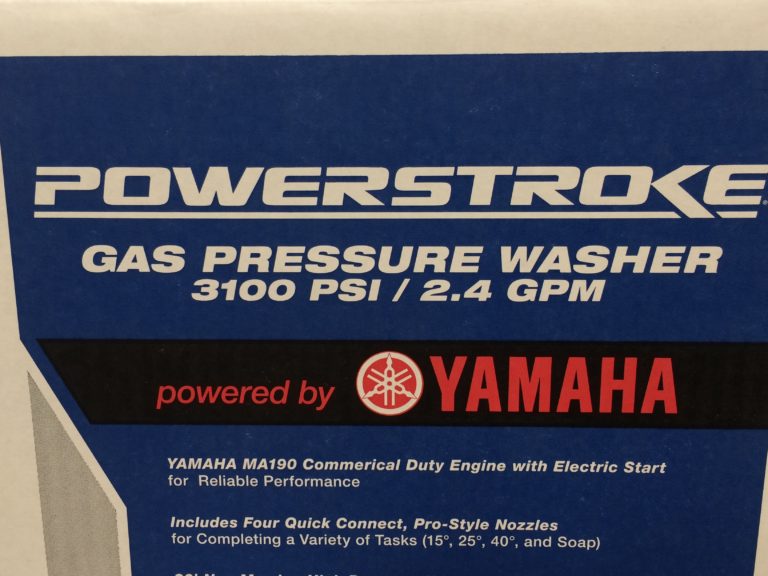 POWERSTROKE
GAS PRESSURE WASHER
3100 PSI / 2.4 GPM
powered by YAMAHA
YAMAHA MA190 Commerical Duty Engine with Electric Start
for Reliable Performance
Includes Four Quick Connect, Pro-Style Nozzles
for Completing a Variety of Tasks (15°, 25°, 40°, and Soap)